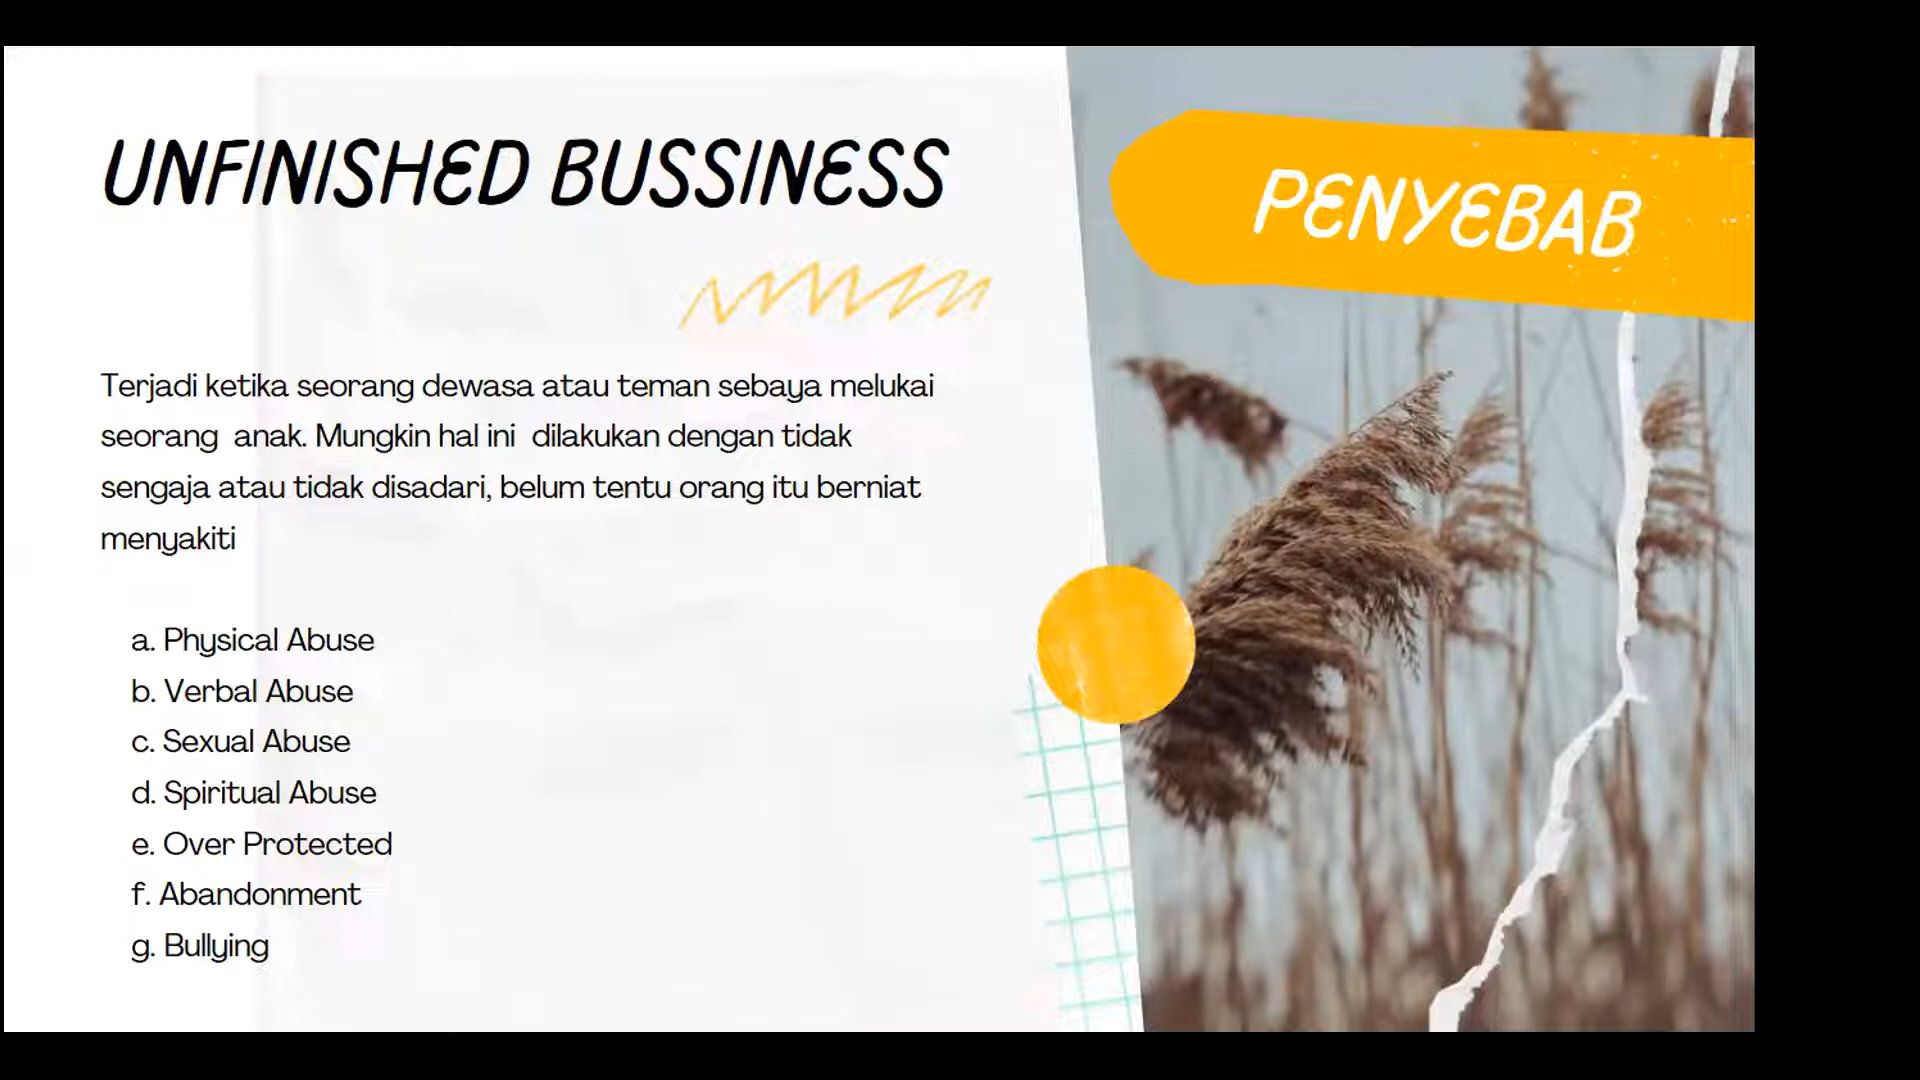 UNFINISHED BUSSINESS
PENYEBAB
Terjadi ketika seorang dewasa atau teman sebaya melukai
seorang anak. Mungkin hal ini dilakukan dengan tidak
sengaja atau tidak disadari, belum tentu orang itu berniat
menyakiti
a. Physical Abuse
b. Verbal Abuse
c. Sexual Abuse
d. Spiritual Abuse
e. Over Protected
f. Abandonment
g. Bullying